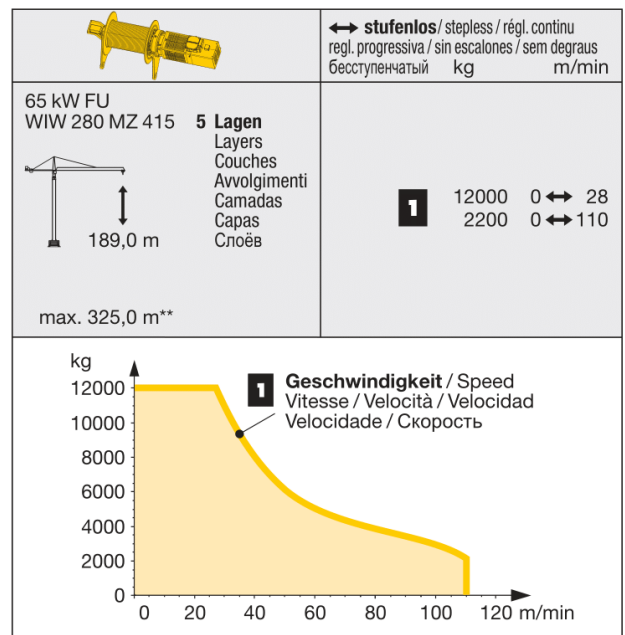 ↔ stufenlos / stepless / régl. continu
regl. progressiva / sin escalones / sem degraus
бесступенчатый kg m/min
65 kW FU
WIW 280 MZ 415 5 Lagen
Layers
Couches
Avvolgimenti
Camadas
Capas
Слоёв
189,0 m
max. 325,0 m**
1 12000 0 ↔ 28
2200 0 ↔ 110
kg
1 Geschwindigkeit / Speed
Vitesse / Velocità / Velocidad
Velocidade / Скорость
12000
10000
8000
6000
4000
2000
0
0 20 40 60 80 100 120 m/min